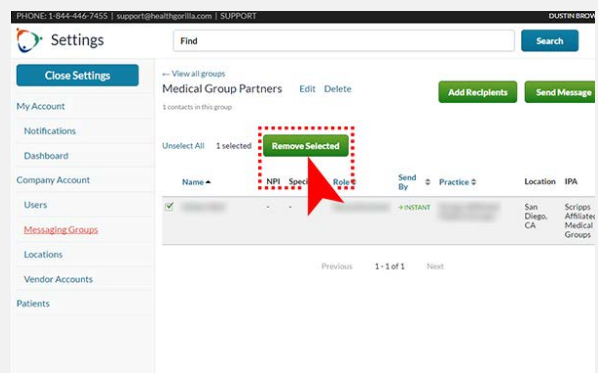 PHONE: 1-844-446-7455 | support@healthgorilla.com | SUPPORT
DUSTIN BROW
Settings
Find
Search
Close Settings
← View all groups
Medical Group Partners Edit Delete
Add Recipients
Send Message
My Account
1 contacts in this group
Notifications
Unselect All 1 selected Remove Selected
Dashboard
Company Account
Name NPI Speci Role Send By Practice Location IPA
Users
→ INSTANT
San Diego, CA
Scripps Affiliated Medical Groups
Messaging Groups
Locations
Previous 1 - 1 of 1 Next
Vendor Accounts
Patients